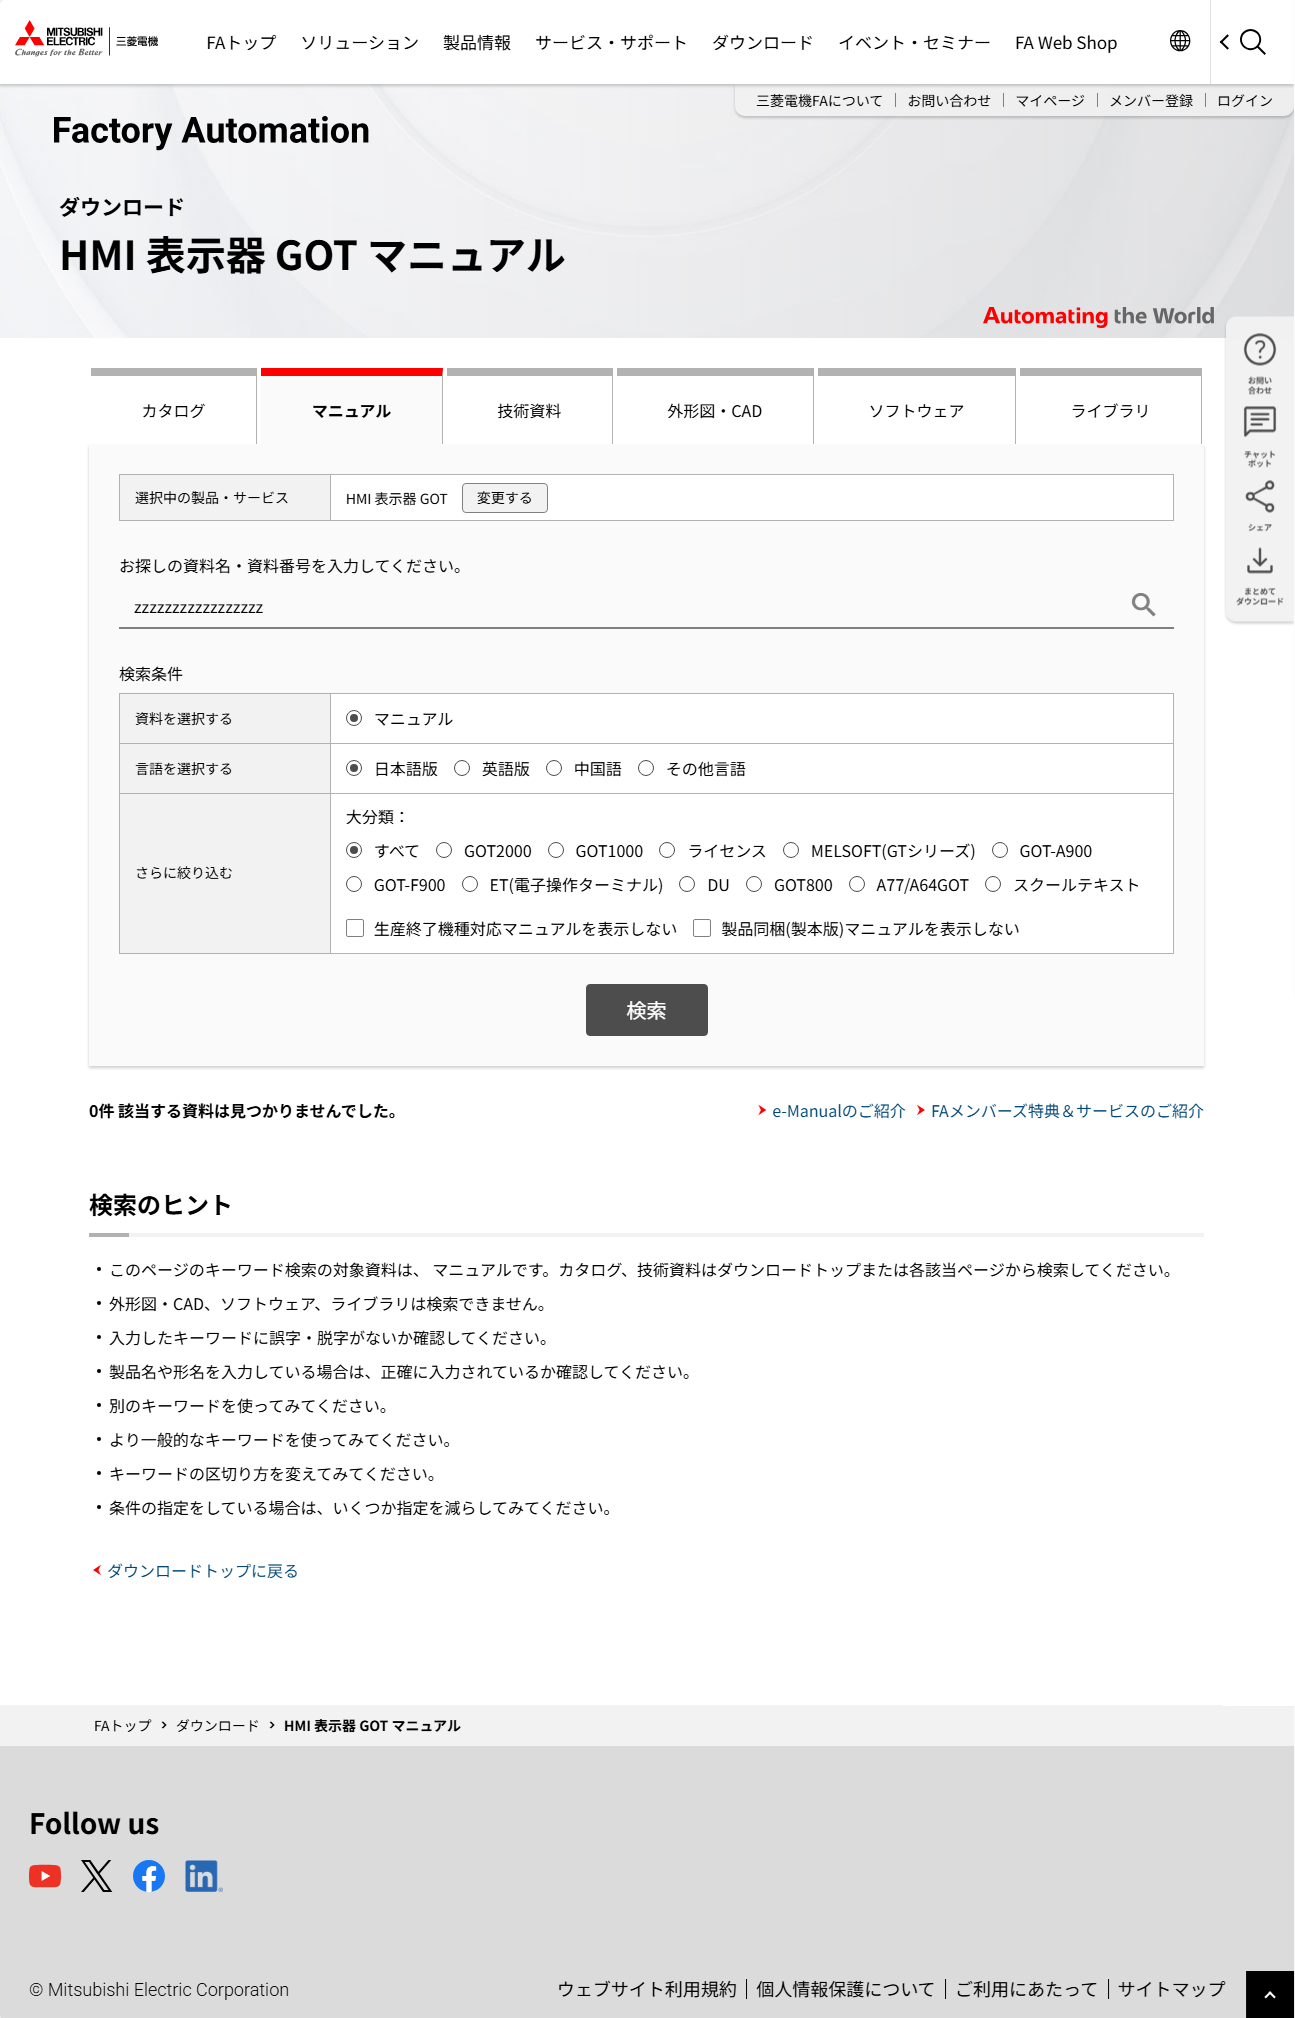 MITSUBISHI ELECTRIC Changes for the Better 三菱電機
FAトップ ソリューション 製品情報 サービス・サポート ダウンロード イベント・セミナー FA Web Shop
三菱電機FAについて お問い合わせ マイページ メンバー登録 ログイン
Factory Automation
ダウンロード
HMI 表示器 GOT マニュアル
Automating the World
お問い
合わせ
チャット
ボット
シェア
まとめて
ダウンロード
カタログ マニュアル 技術資料 外形図・CAD ソフトウェア ライブラリ
選択中の製品・サービス HMI 表示器 GOT 変更する
お探しの資料名・資料番号を入力してください。
zzzzzzzzzzzzzzzzz
検索条件
資料を選択する マニュアル
言語を選択する 日本語版 英語版 中国語 その他言語
さらに絞り込む
大分類：
すべて GOT2000 GOT1000 ライセンス MELSOFT(GTシリーズ) GOT-A900
GOT-F900 ET(電子操作ターミナル) DU GOT800 A77/A64GOT スクールテキスト
生産終了機種対応マニュアルを表示しない 製品同梱(製本版)マニュアルを表示しない
検索
0件 該当する資料は見つかりませんでした。 e-Manualのご紹介 FAメンバーズ特典＆サービスのご紹介
検索のヒント
・このページのキーワード検索の対象資料は、 マニュアルです。カタログ、技術資料はダウンロードトップまたは各該当ページから検索してください。
・外形図・CAD、ソフトウェア、ライブラリは検索できません。
・入力したキーワードに誤字・脱字がないか確認してください。
・製品名や形名を入力している場合は、正確に入力されているか確認してください。
・別のキーワードを使ってみてください。
・より一般的なキーワードを使ってみてください。
・キーワードの区切り方を変えてみてください。
・条件の指定をしている場合は、いくつか指定を減らしてみてください。
ダウンロードトップに戻る
FAトップ > ダウンロード > HMI 表示器 GOT マニュアル
Follow us
© Mitsubishi Electric Corporation ウェブサイト利用規約 個人情報保護について ご利用にあたって サイトマップ